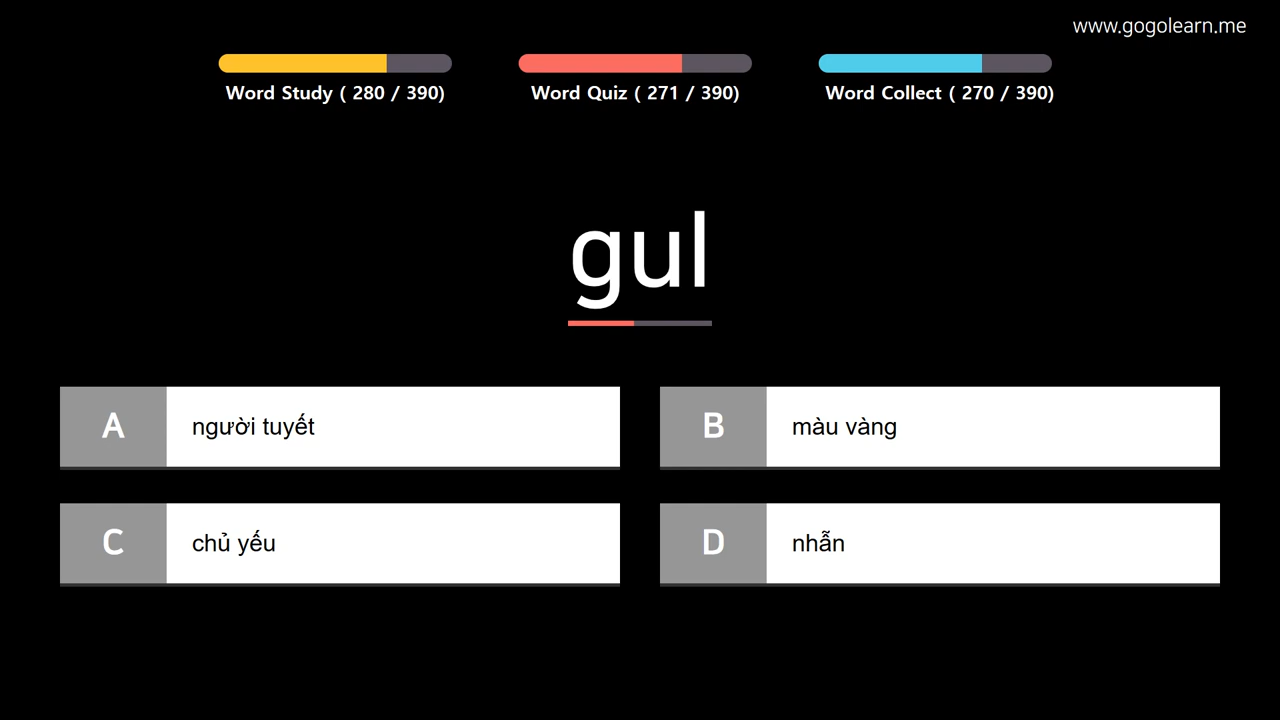 www.gogolearn.me
Word Study ( 280 / 390)
Word Quiz ( 271 / 390)
Word Collect ( 270 / 390)
gul
A người tuyết
B màu vàng
C chủ yếu
D nhẫn